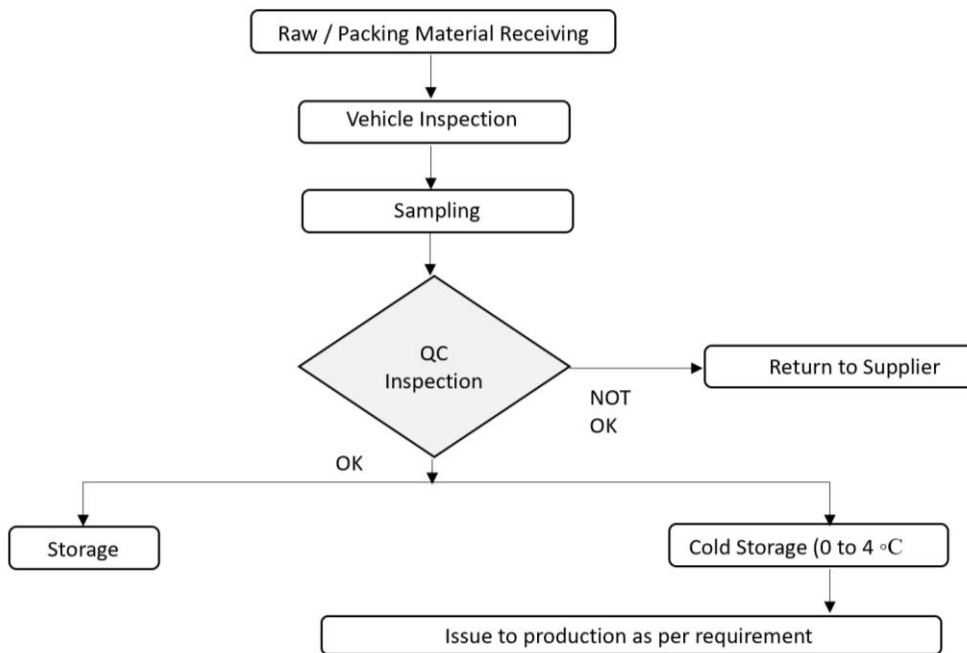 Raw / Packing Material Receiving
Vehicle Inspection
Sampling
QC
Inspection
Return to Supplier
NOT
OK
OK
Storage
Cold Storage (0 to 4 ◦C
Issue to production as per requirement